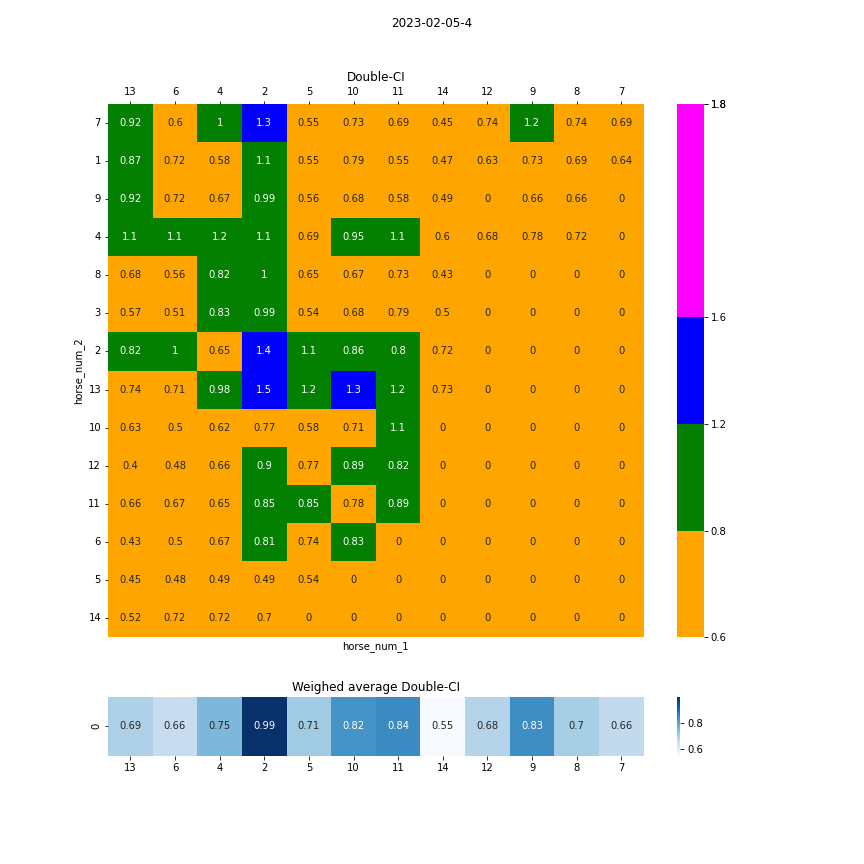 2023-02-05-4
Double-CI
13 6 4 2 5 10 11 14 12 9 8 7
7 0.92 0.6 1 1.3 0.55 0.73 0.69 0.45 0.74 1.2 0.74 0.69
1 0.87 0.72 0.58 1.1 0.55 0.79 0.55 0.47 0.63 0.73 0.69 0.64
9 0.92 0.72 0.67 0.99 0.56 0.68 0.58 0.49 0 0.66 0.66 0
4 1.1 1.1 1.2 1.1 0.69 0.95 1.1 0.6 0.68 0.78 0.72 0
8 0.68 0.56 0.82 1 0.65 0.67 0.73 0.43 0 0 0 0
3 0.57 0.51 0.83 0.99 0.54 0.68 0.79 0.5 0 0 0 0
2 0.82 1 0.65 1.4 1.1 0.86 0.8 0.72 0 0 0 0
13 0.74 0.71 0.98 1.5 1.2 1.3 1.2 0.73 0 0 0 0
10 0.63 0.5 0.62 0.77 0.58 0.71 1.1 0 0 0 0 0
12 0.4 0.48 0.66 0.9 0.77 0.89 0.82 0 0 0 0 0
11 0.66 0.67 0.65 0.85 0.85 0.78 0.89 0 0 0 0 0
6 0.43 0.5 0.67 0.81 0.74 0.83 0 0 0 0 0 0
5 0.45 0.48 0.49 0.49 0.54 0 0 0 0 0 0 0
14 0.52 0.72 0.72 0.7 0 0 0 0 0 0 0 0
horse_num_2
horse_num_1
1.8
1.6
1.2
0.8
0.6
Weighed average Double-CI
0 0.69 0.66 0.75 0.99 0.71 0.82 0.84 0.55 0.68 0.83 0.7 0.66
13 6 4 2 5 10 11 14 12 9 8 7
0.8
0.6